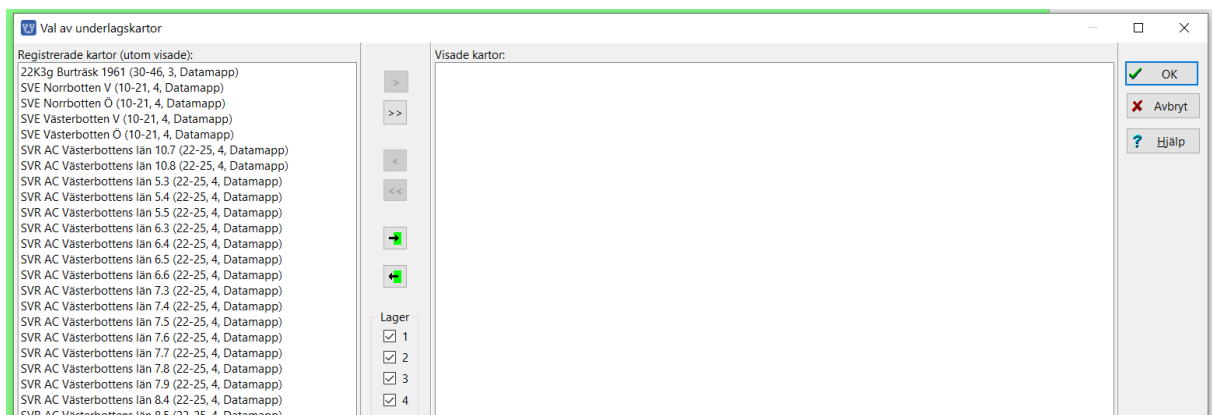 Val av underlagskartor
Registrerade kartor (utom visade):
22K3g Burträsk 1961 (30-46, 3, Datamapp)
SVE Norrbotten V (10-21, 4, Datamapp)
SVE Norrbotten Ö (10-21, 4, Datamapp)
SVE Västerbotten V (10-21, 4, Datamapp)
SVE Västerbotten Ö (10-21, 4, Datamapp)
SVR AC Västerbottens län 10.7 (22-25, 4, Datamapp)
SVR AC Västerbottens län 10.8 (22-25, 4, Datamapp)
SVR AC Västerbottens län 5.3 (22-25, 4, Datamapp)
SVR AC Västerbottens län 5.4 (22-25, 4, Datamapp)
SVR AC Västerbottens län 5.5 (22-25, 4, Datamapp)
SVR AC Västerbottens län 6.3 (22-25, 4, Datamapp)
SVR AC Västerbottens län 6.4 (22-25, 4, Datamapp)
SVR AC Västerbottens län 6.5 (22-25, 4, Datamapp)
SVR AC Västerbottens län 6.6 (22-25, 4, Datamapp)
SVR AC Västerbottens län 7.3 (22-25, 4, Datamapp)
SVR AC Västerbottens län 7.4 (22-25, 4, Datamapp)
SVR AC Västerbottens län 7.5 (22-25, 4, Datamapp)
SVR AC Västerbottens län 7.6 (22-25, 4, Datamapp)
SVR AC Västerbottens län 7.7 (22-25, 4, Datamapp)
SVR AC Västerbottens län 7.8 (22-25, 4, Datamapp)
SVR AC Västerbottens län 7.9 (22-25, 4, Datamapp)
SVR AC Västerbottens län 8.4 (22-25, 4, Datamapp)
SVR AC Västerbottens län 8.5 (22-25, 4, Datamapp)
>
>>
<
<<
Lager
1
2
3
4
Visade kartor:
OK
Avbryt
Hjälp